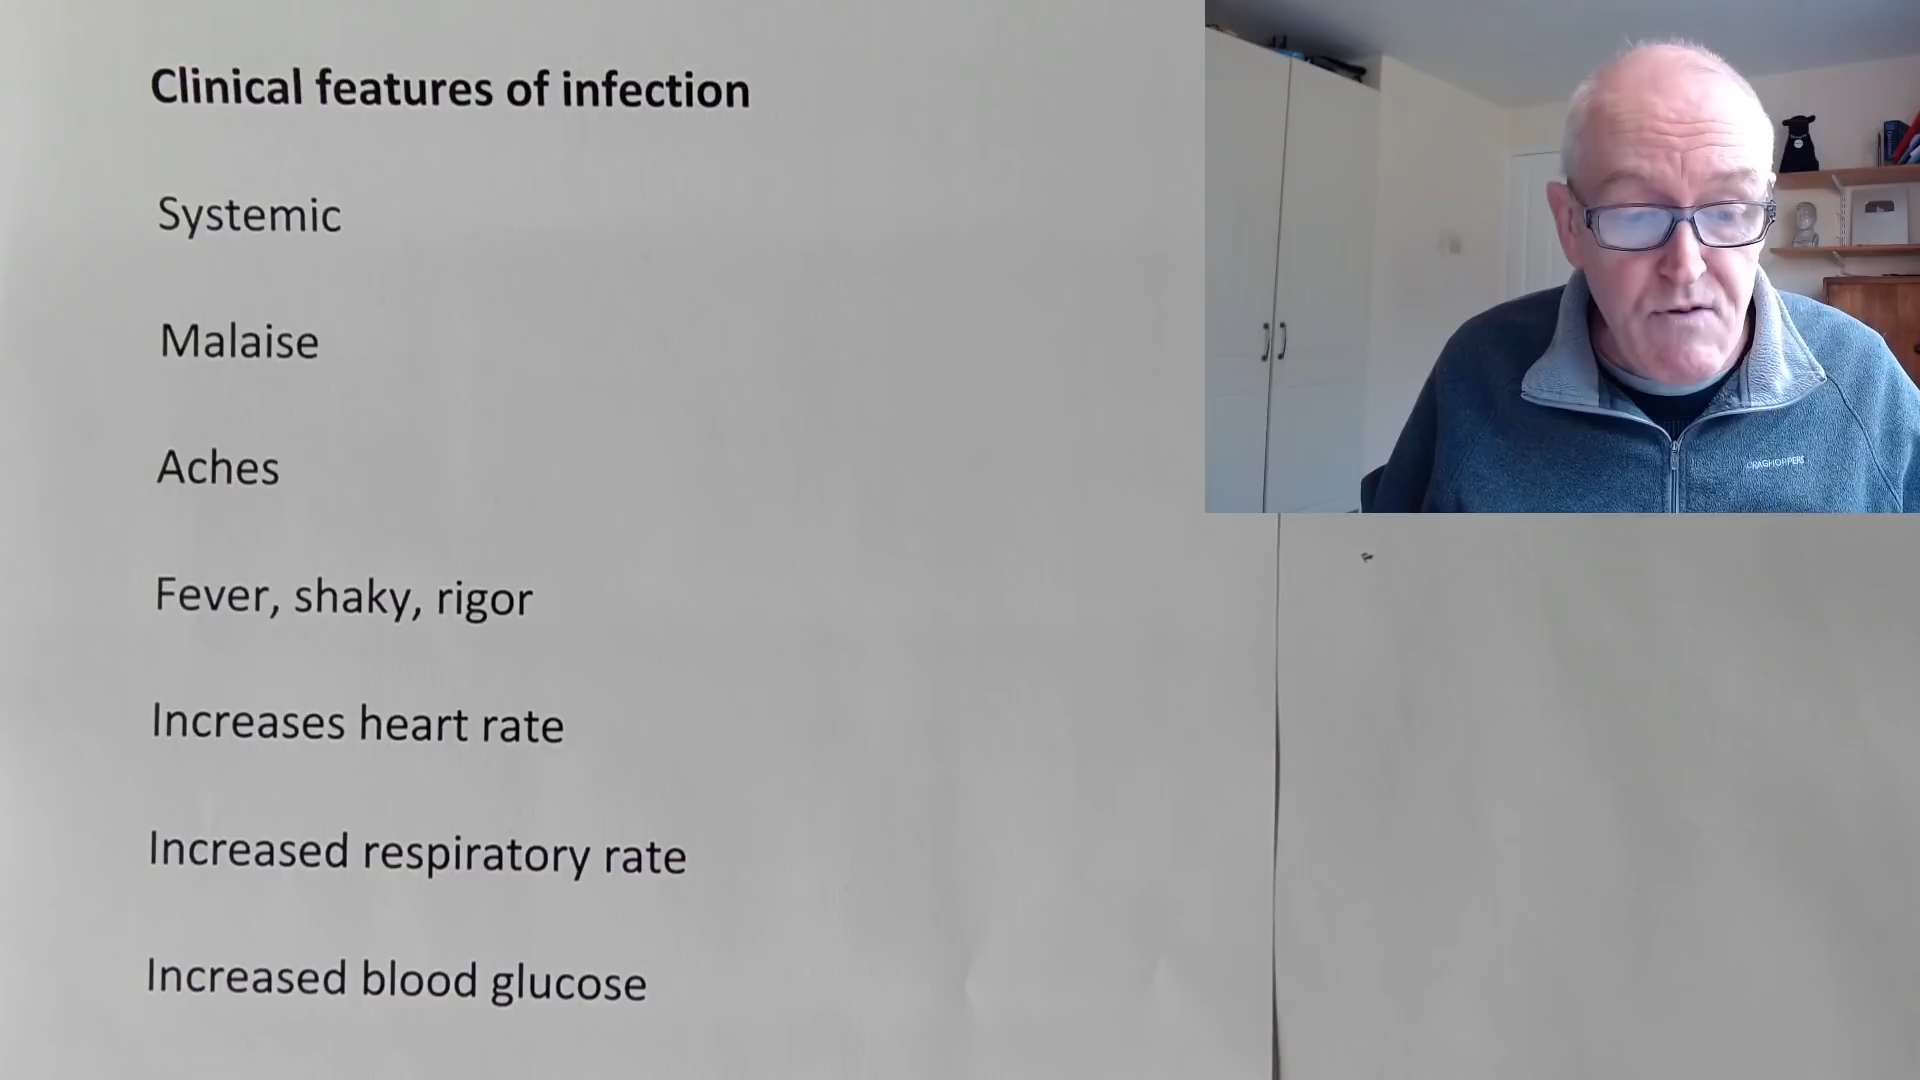 Clinical features of infection
Systemic
Malaise
Aches
Fever, shaky, rigor
Increases heart rate
Increased respiratory rate
Increased blood glucose
CRAGHOPPERS